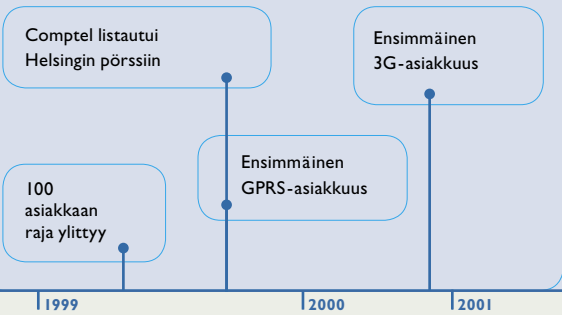 Comptel listautui
Helsingin pörssiin
Ensimmäinen
3G-asiakkuus
Ensimmäinen
GPRS-asiakkuus
100
asiakkaan
raja ylittyy
1999
2000
2001